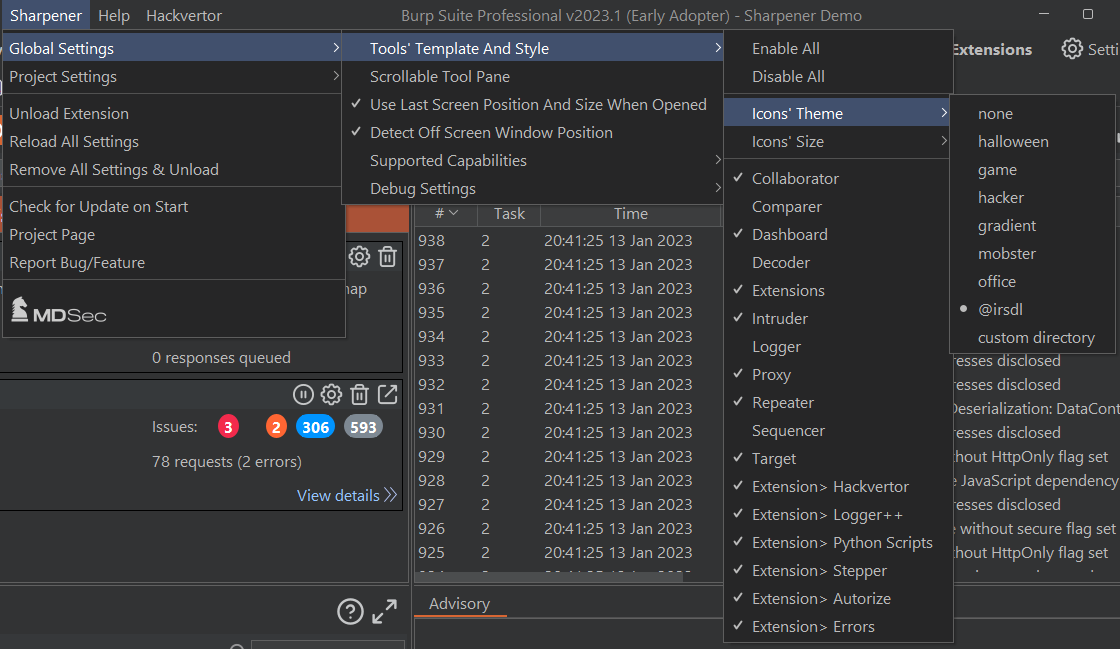 Sharpener Help Hackvertor Burp Suite Professional v2023.1 (Early Adopter) - Sharpener Demo
Global Settings
Project Settings
Unload Extension
Reload All Settings
Remove All Settings & Unload
Check for Update on Start
Project Page
Report Bug/Feature
MDSec
Tools' Template And Style
Scrollable Tool Pane
Use Last Screen Position And Size When Opened
Detect Off Screen Window Position
Supported Capabilities
Debug Settings
Enable All
Disable All
Icons' Theme
Icons' Size
Collaborator
Comparer
Dashboard
Decoder
Extensions
Intruder
Logger
Proxy
Repeater
Sequencer
Target
Extension> Hackvertor
Extension> Logger++
Extension> Python Scripts
Extension> Stepper
Extension> Autorize
Extension> Errors
Extensions
none
halloween
game
hacker
gradient
mobster
office
@irsdl
custom directory
0 responses queued
Issues: 3 2 306 593
78 requests (2 errors)
View details
# Task Time
938 2 20:41:25 13 Jan 2023
937 2 20:41:25 13 Jan 2023
936 2 20:41:25 13 Jan 2023
935 2 20:41:25 13 Jan 2023
934 2 20:41:25 13 Jan 2023
933 2 20:41:25 13 Jan 2023
932 2 20:41:25 13 Jan 2023
931 2 20:41:25 13 Jan 2023
930 2 20:41:25 13 Jan 2023
929 2 20:41:25 13 Jan 2023
928 2 20:41:25 13 Jan 2023
927 2 20:41:25 13 Jan 2023
926 2 20:41:25 13 Jan 2023
925 2 20:41:25 13 Jan 2023
disclosed
disclosed
Deserialization:
disclosed
HttpOnly flag set
JavaScript dependency
disclosed
without secure flag set
HttpOnly flag set
Advisory